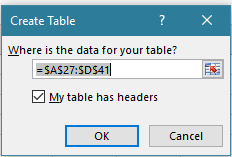 Create Table
Where is the data for your table?
=$A$27:$D$41
My table has headers
OK
Cancel